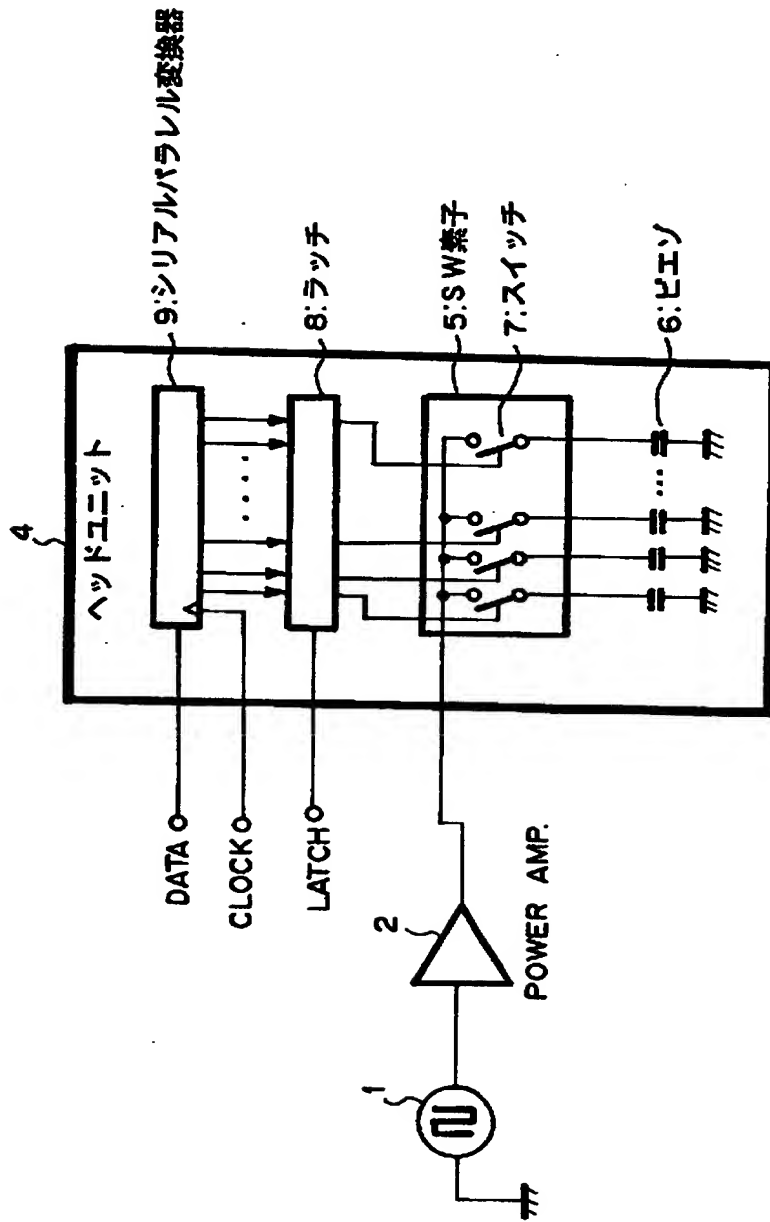 4
ヘッドユニット
9:シリアルパラレル変換器
8:ラッチ
5:SW素子
7:スイッチ
6:ピエゾ
DATA
CLOCK
LATCH
2
POWER AMP.
1